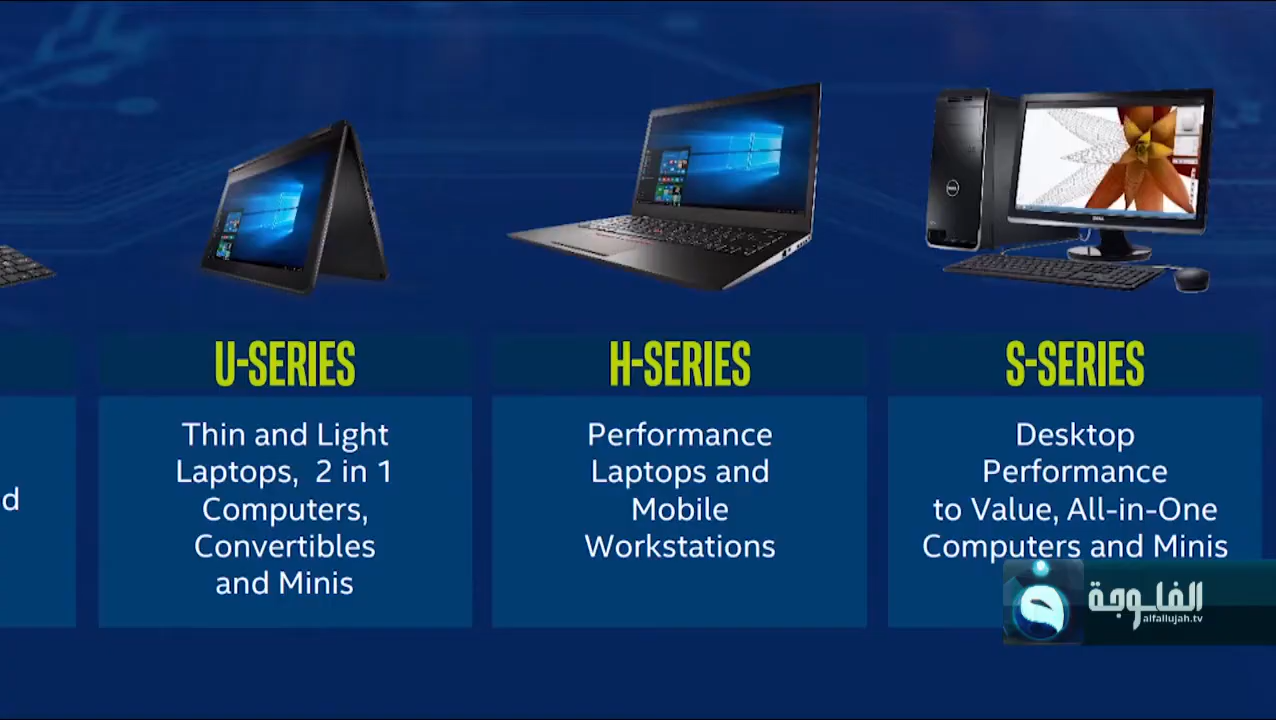 U-SERIES
Thin and Light
Laptops, 2 in 1
Computers,
Convertibles
and Minis
H-SERIES
Performance
Laptops and
Mobile
Workstations
S-SERIES
Desktop
Performance
to Value, All-in-One
Computers and Minis
d
الفلوجة
alfallujah.tv
DELL